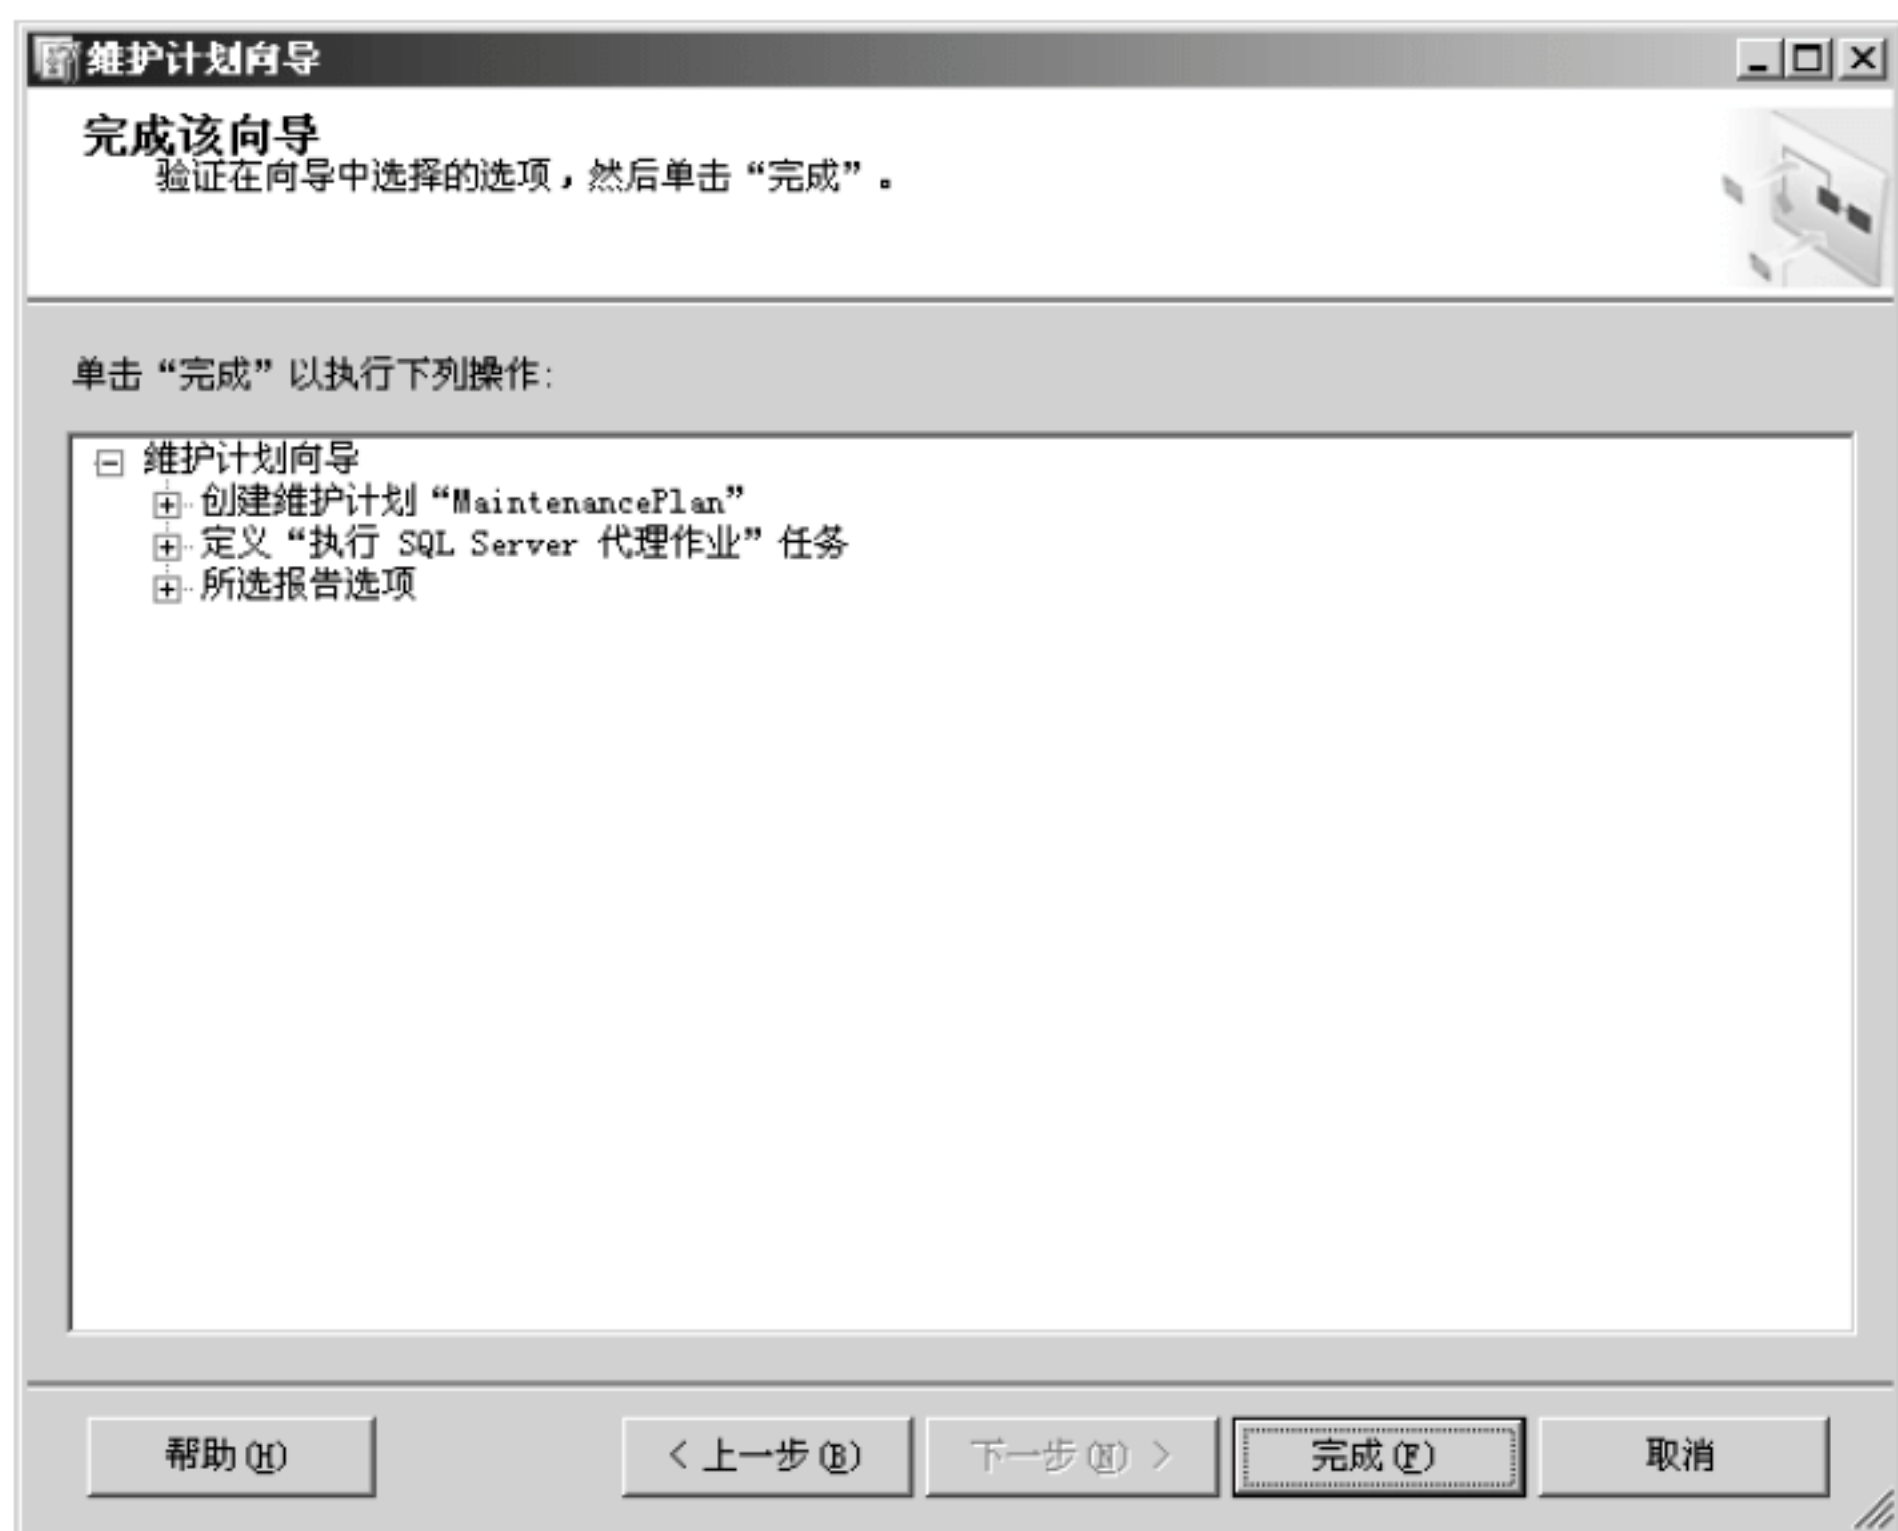 维护计划向导
完成该向导
验证在向导中选择的选项，然后单击“完成”。
单击“完成”以执行下列操作：
维护计划向导
创建维护计划“MaintenancePlan”
定义“执行 SQL Server 代理作业”任务
所选报告选项
帮助(H)
< 上一步(B)
下一步(N) >
完成(F)
取消